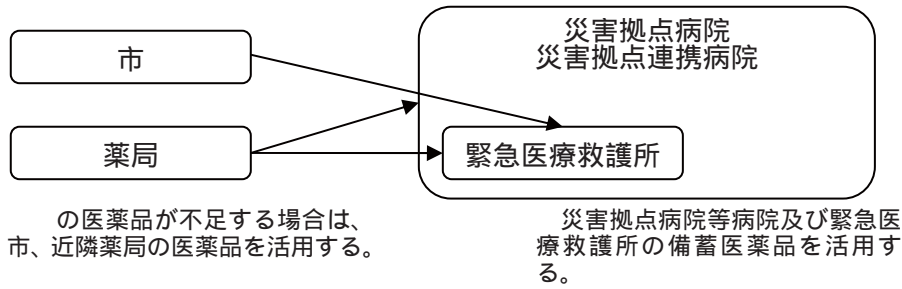 災害拠点病院
災害拠点連携病院
市
薬局
緊急医療救護所
の医薬品が不足する場合は、
市、近隣薬局の医薬品を活用する。
災害拠点病院等病院及び緊急医
療救護所の備蓄医薬品を活用す
る。